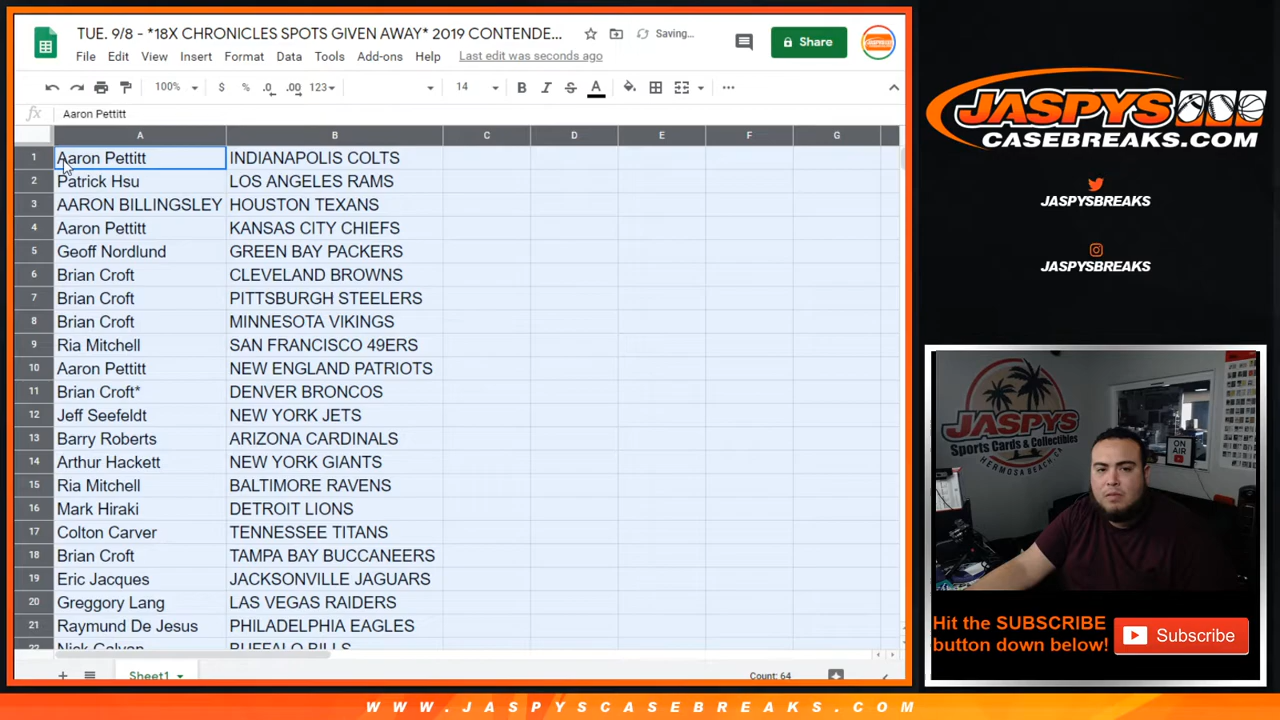 TUE. 9/8 - *18X CHRONICLES SPOTS GIVEN AWAY* 2019 CONTENDE...
Saving...
Share
File Edit View Insert Format Data Tools Add-ons Help Last edit was seconds ago
100% $ % .0 .00 123 14 B I S A
fx Aaron Pettitt
A B C D E F G
1 Aaron Pettitt INDIANAPOLIS COLTS
2 Patrick Hsu LOS ANGELES RAMS
3 AARON BILLINGSLEY HOUSTON TEXANS
4 Aaron Pettitt KANSAS CITY CHIEFS
5 Geoff Nordlund GREEN BAY PACKERS
6 Brian Croft CLEVELAND BROWNS
7 Brian Croft PITTSBURGH STEELERS
8 Brian Croft MINNESOTA VIKINGS
9 Ria Mitchell SAN FRANCISCO 49ERS
10 Aaron Pettitt NEW ENGLAND PATRIOTS
11 Brian Croft* DENVER BRONCOS
12 Jeff Seefeldt NEW YORK JETS
13 Barry Roberts ARIZONA CARDINALS
14 Arthur Hackett NEW YORK GIANTS
15 Ria Mitchell BALTIMORE RAVENS
16 Mark Hiraki DETROIT LIONS
17 Colton Carver TENNESSEE TITANS
18 Brian Croft TAMPA BAY BUCCANEERS
19 Eric Jacques JACKSONVILLE JAGUARS
20 Greggory Lang LAS VEGAS RAIDERS
21 Raymund De Jesus PHILADELPHIA EAGLES
22 Nick Galvan BUFFALO BILLS
Sheet1
Count: 64
JASPYS
CASEBREAKS.COM
JASPYSBREAKS
JASPYSBREAKS
JASPYS
Sports Cards & Collectibles
HERMOSA BEACH, CA
ON AIR
Hit the SUBSCRIBE
button down below!
Subscribe
WWW.JASPYSCASEBREAKS.COM